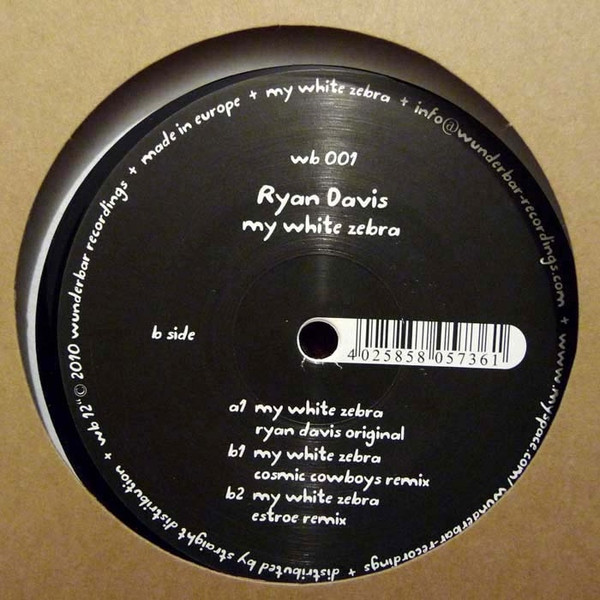 wb 001
Ryan Davis
my white zebra
b side
4 025858 057361
a1 my white zebra
ryan davis original
b1 my white zebra
cosmic cowboys remix
b2 my white zebra
estroe remix
© 2010 wunderbar recordings + made in europe + my white zebra + info@wunderbar-recordings.com + www.myspace.com/wunderbar-recordings + distributed by straight distribution + wb 12"